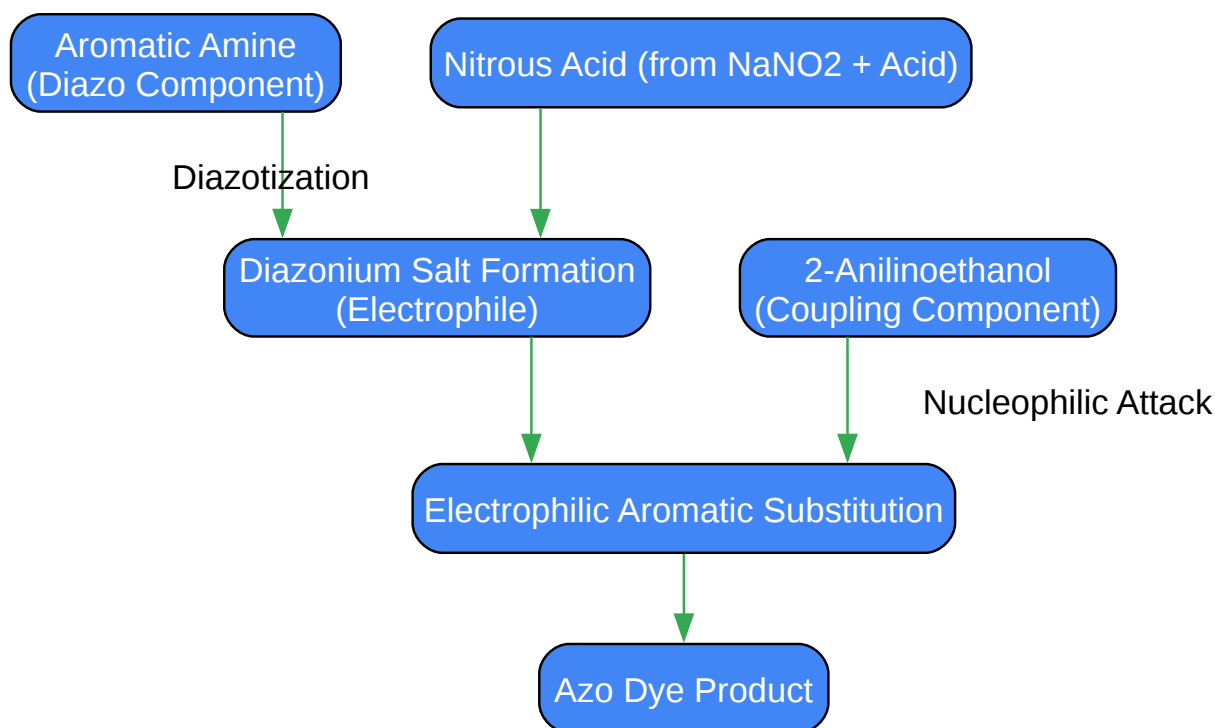 Aromatic Amine
(Diazo Component)
Nitrous Acid (from NaNO2 + Acid)
Diazotization
Diazonium Salt Formation
(Electrophile)
2-Anilinoethanol
(Coupling Component)
Nucleophilic Attack
Electrophilic Aromatic Substitution
Azo Dye Product